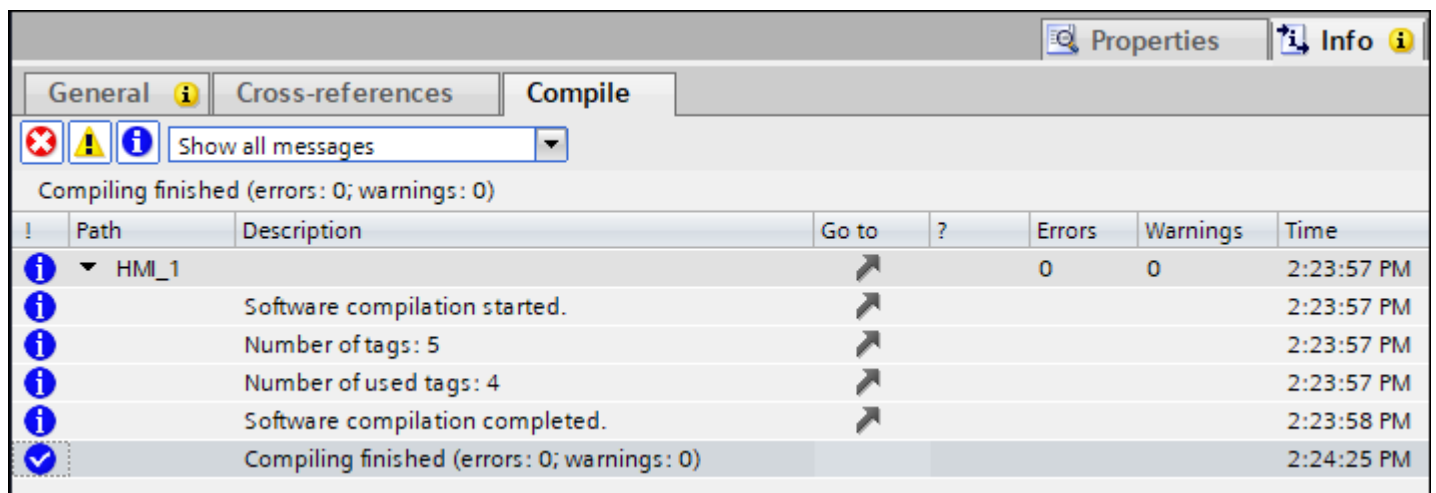 Properties Info
General Cross-references Compile
Show all messages
Compiling finished (errors: 0; warnings: 0)
! Path Description Go to ? Errors Warnings Time
HMI_1 0 0 2:23:57 PM
Software compilation started. 2:23:57 PM
Number of tags: 5 2:23:57 PM
Number of used tags: 4 2:23:57 PM
Software compilation completed. 2:23:58 PM
Compiling finished (errors: 0; warnings: 0) 2:24:25 PM